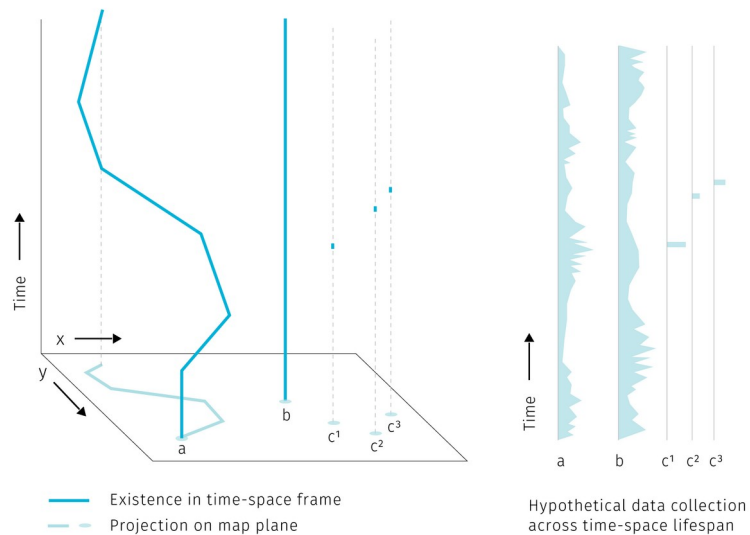 Time
x
y
a
b
c¹
c²
c³
Existence in time-space frame
Projection on map plane
Time
a
b
c¹
c²
c³
Hypothetical data collection
across time-space lifespan